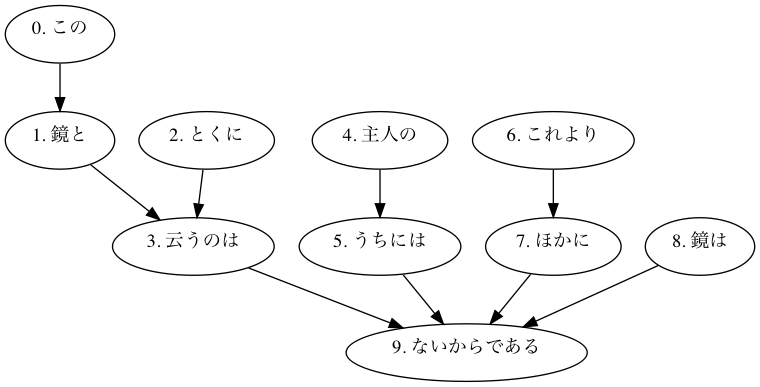 0. この
1. 鏡と
2. とくに
4. 主人の
6. これより
3. 云うのは
5. うちには
7. ほかに
8. 鏡は
9. ないからである